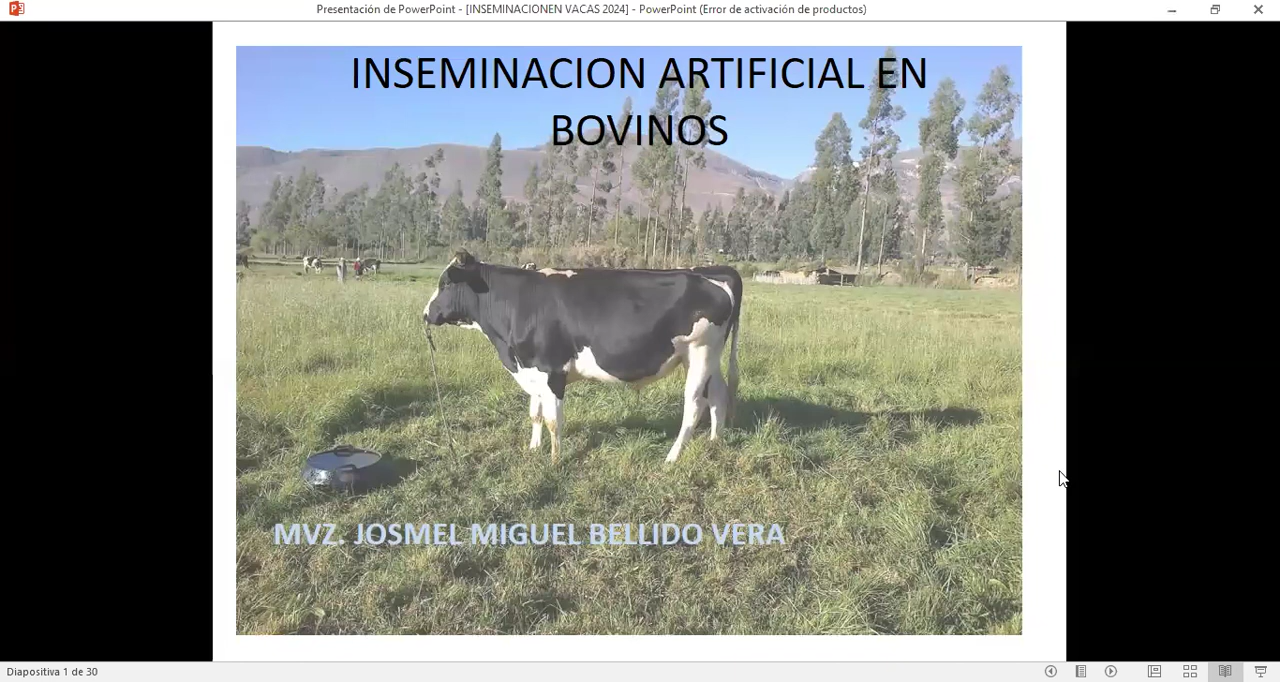 Presentación de PowerPoint - [INSEMINACIONEN VACAS 2024] - PowerPoint (Error de activación de productos)
INSEMINACION ARTIFICIAL EN
BOVINOS
MVZ. JOSMEL MIGUEL BELLIDO VERA
Diapositiva 1 de 30